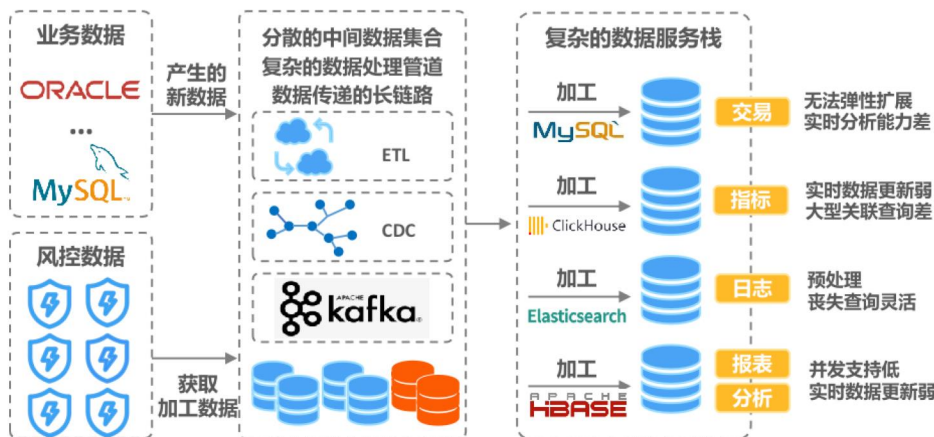 业务数据
ORACLE
...
MySQL
风控数据
产生的
新数据
获取
加工数据
分散的中间数据集合
复杂的数据处理管道
数据传递的长链路
ETL
CDC
APACHE
kafka
复杂的数据服务栈
加工
MySQL
交易
无法弹性扩展
实时分析能力差
加工
ClickHouse
指标
实时数据更新弱
大型关联查询差
加工
Elasticsearch
日志
预处理
丧失查询灵活
加工
APACHE
HBASE
报表
分析
并发支持低
实时数据更新弱